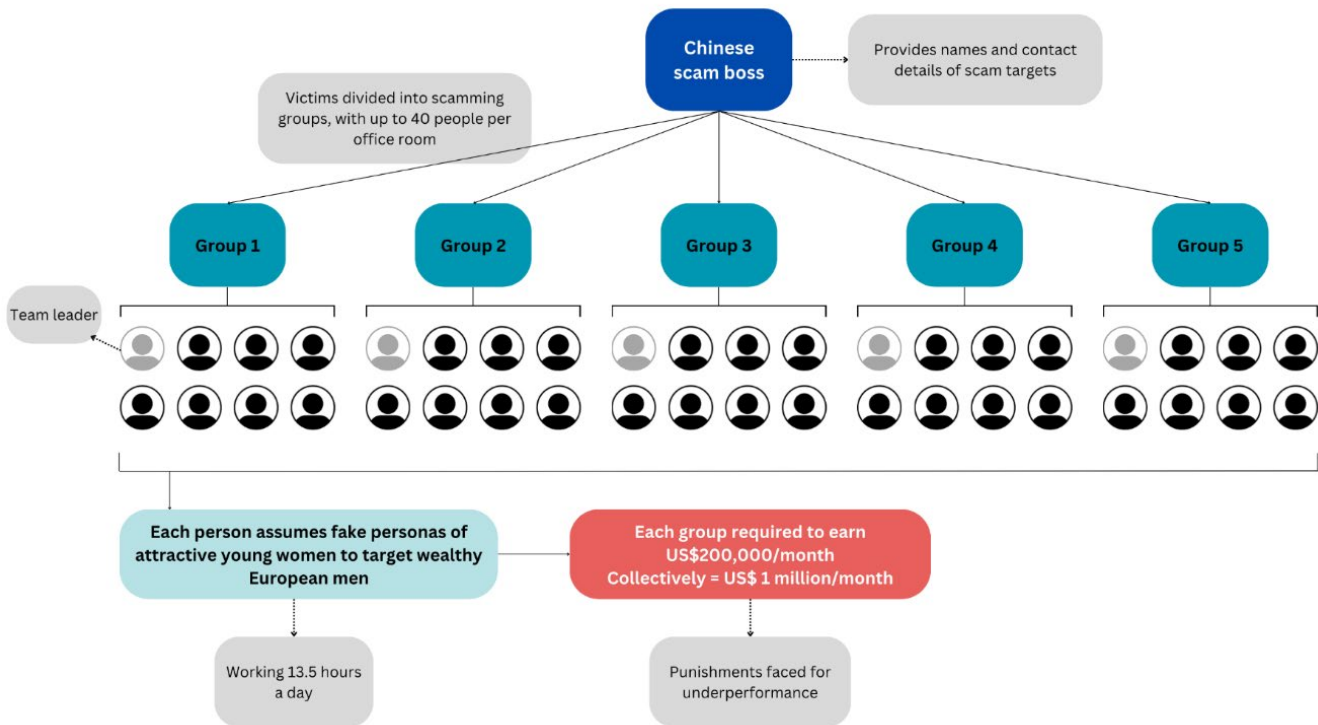 Chinese
scam boss
Provides names and contact
details of scam targets
Victims divided into scamming
groups, with up to 40 people per
office room
Group 1
Group 2
Group 3
Group 4
Group 5
Team leader
Each person assumes fake personas of
attractive young women to target wealthy
European men
Each group required to earn
US$200,000/month
Collectively = US$ 1 million/month
Working 13.5 hours
a day
Punishments faced for
underperformance